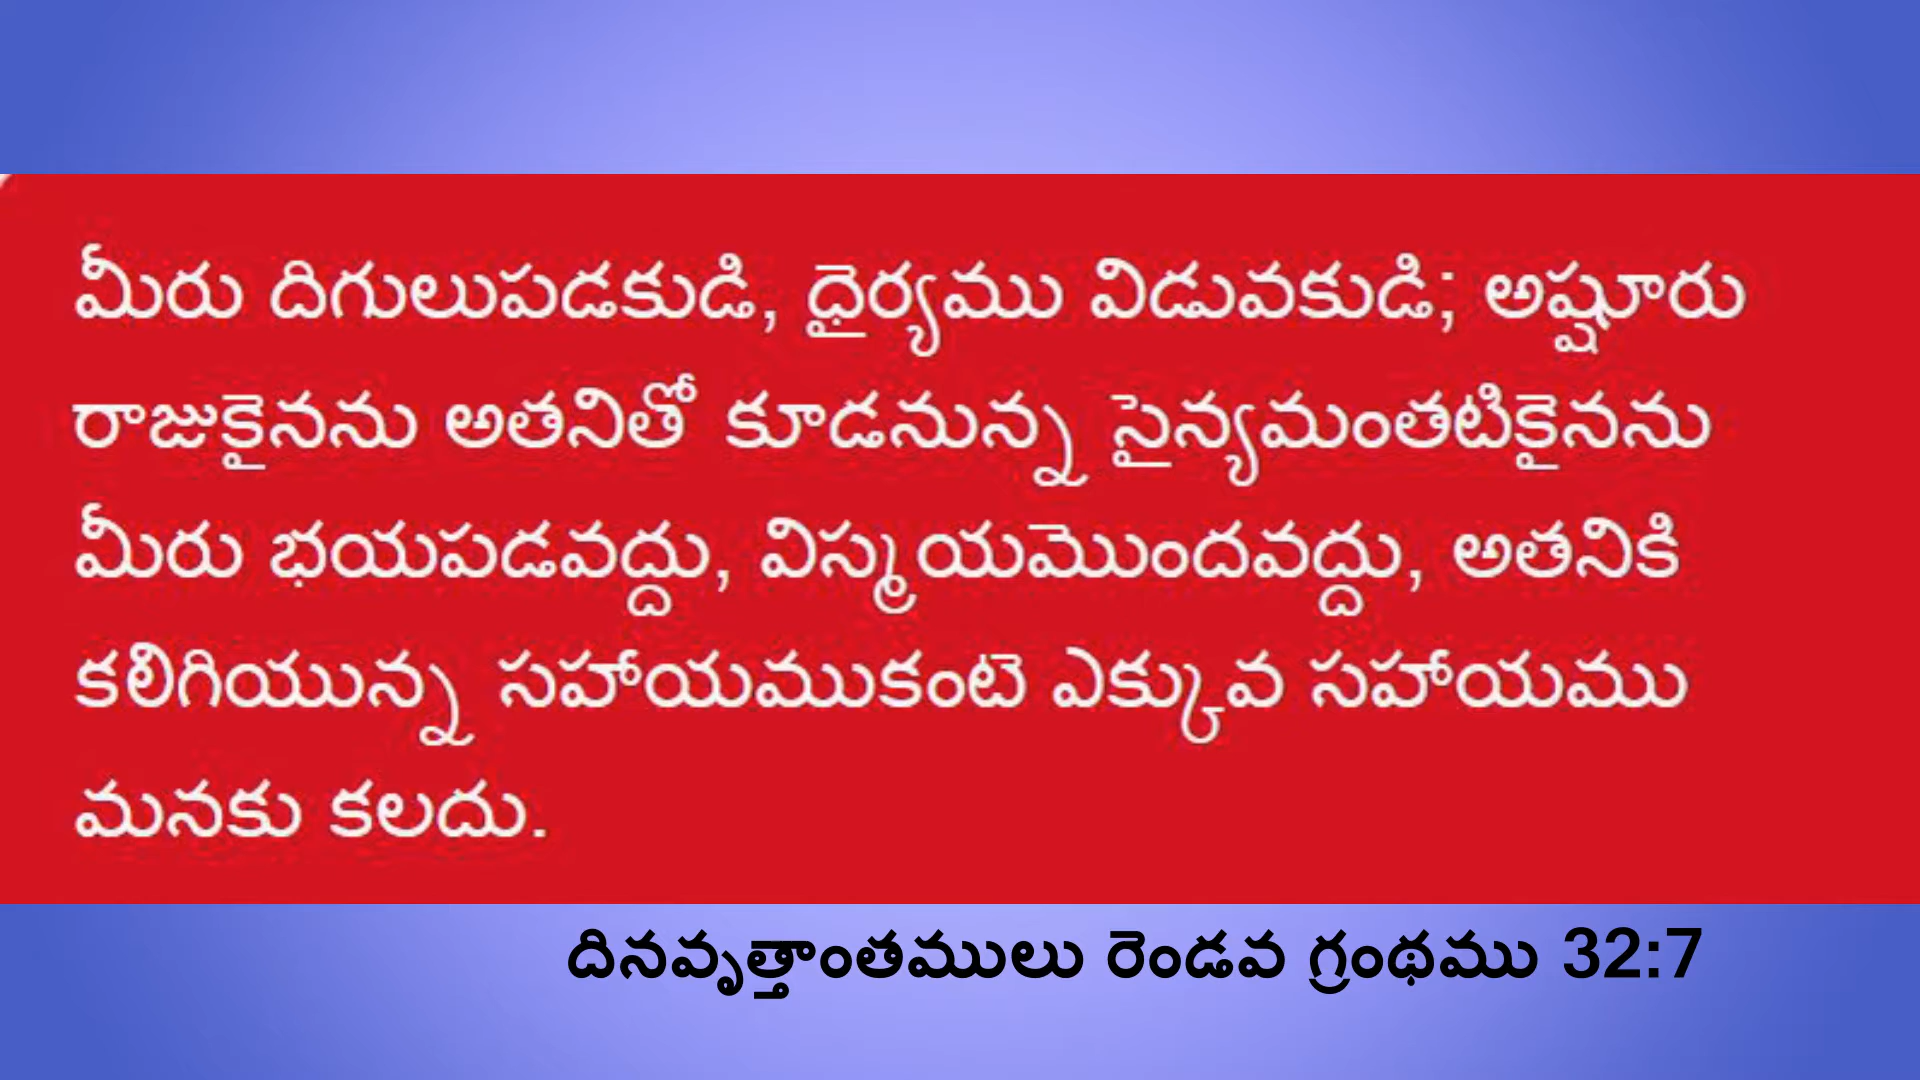 మీరు దిగులుపడకుడి, ధైర్యము విడువకుడి; అష్షూరు
రాజుకైనను అతనితో కూడనున్న సైన్యమంతటికైనను
మీరు భయపడవద్దు, విస్మయమొందవద్దు, అతనికి
కలిగియున్న సహాయముకంటె ఎక్కువ సహాయము
మనకు కలదు.
దినవృత్తాంతములు రెండవ గ్రంథము 32:7